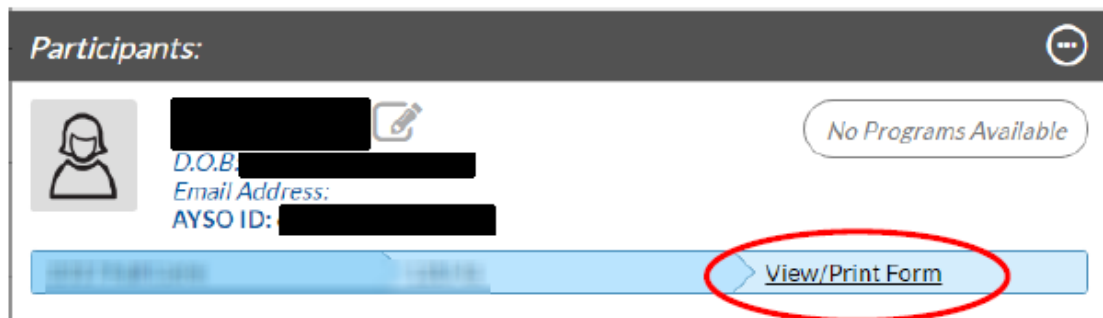 Participants:
No Programs Available
D.O.B:
Email Address:
AYSO ID:
View/Print Form